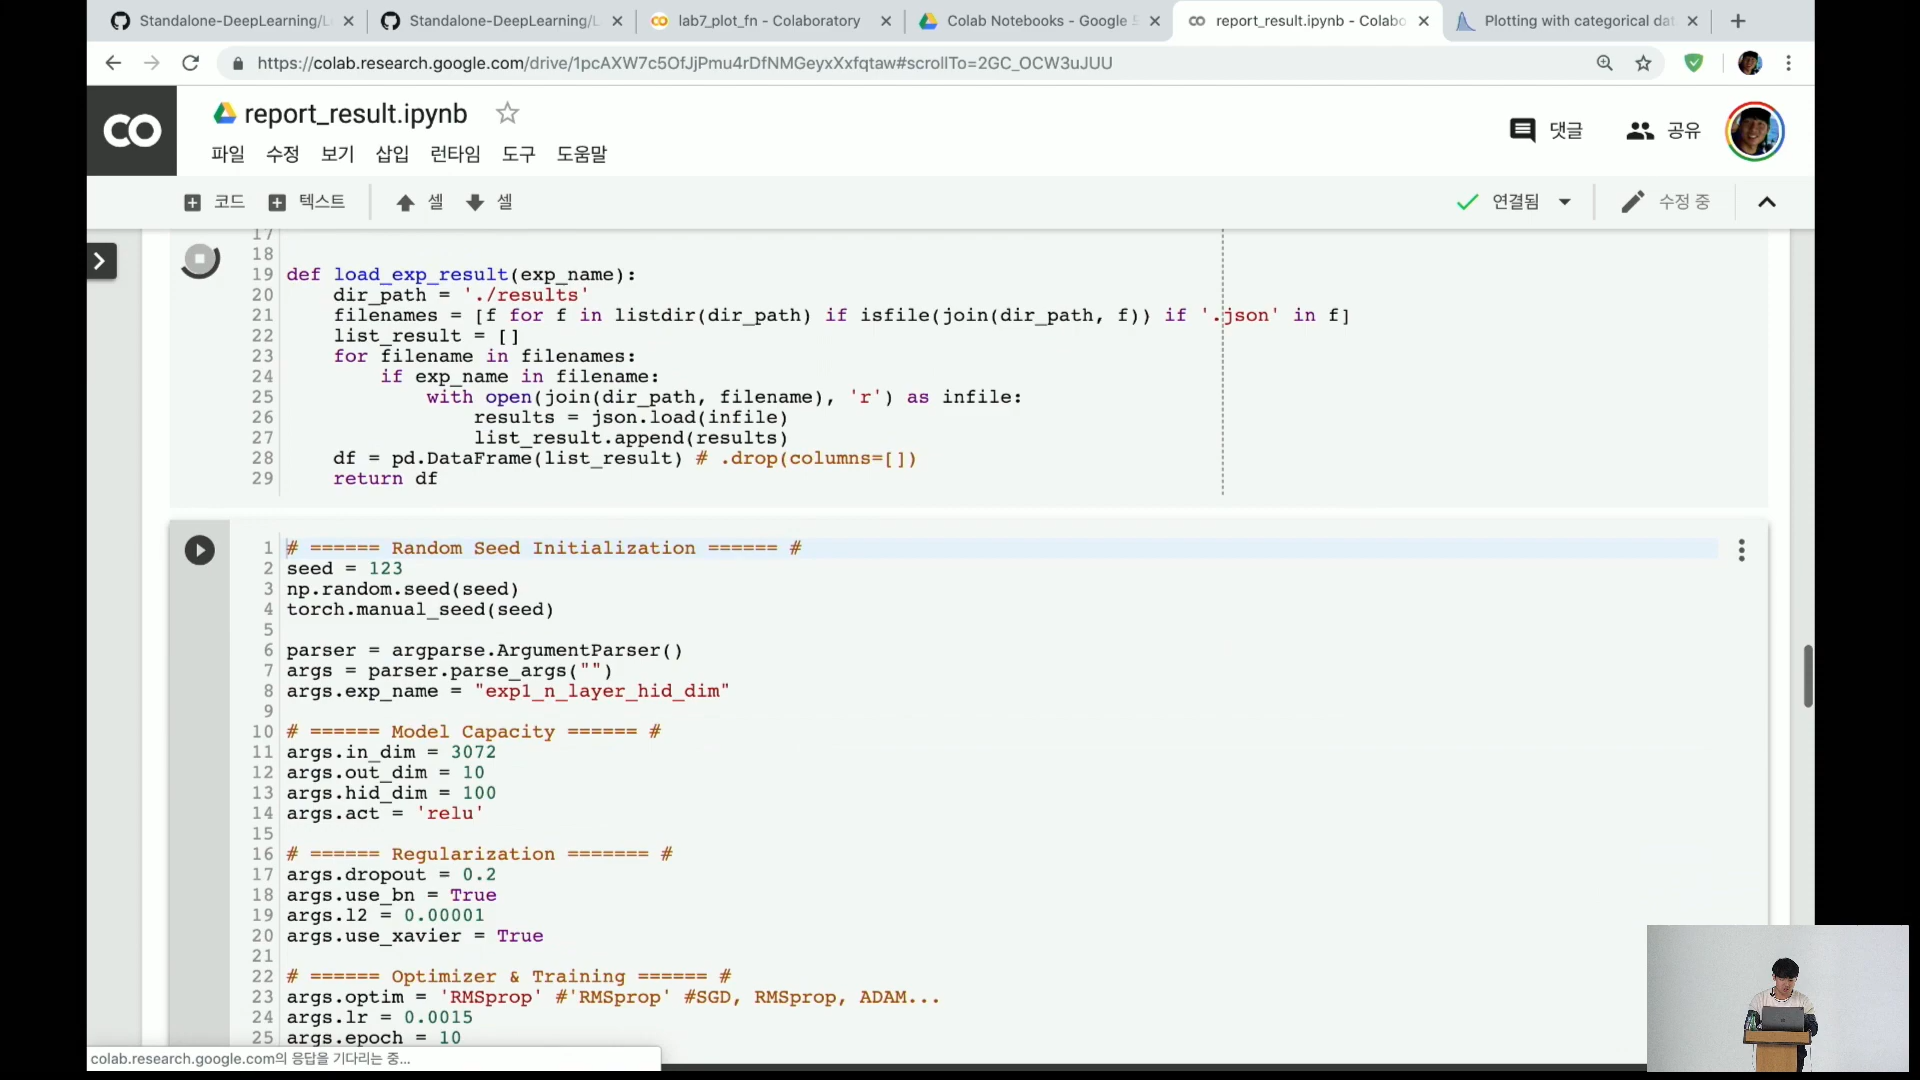 Standalone-DeepLearning/L
Standalone-DeepLearning/L
lab7_plot_fn - Colaboratory
Colab Notebooks - Google
report_result.ipynb - Colabo
Plotting with categorical dat
https://colab.research.google.com/drive/1pcAXW7c5OfJjPmu4rDfNMGeyxXxfqtaw#scrollTo=2GC_OCW3uJUU
CO
report_result.ipynb
댓글
공유
파일 수정 보기 삽입 런타임 도구 도움말
코드 텍스트 셀 셀
연결됨
수정 중
17
18
19 def load_exp_result(exp_name):
20     dir_path = './results'
21     filenames = [f for f in listdir(dir_path) if isfile(join(dir_path, f)) if '.json' in f]
22     list_result = []
23     for filename in filenames:
24         if exp_name in filename:
25             with open(join(dir_path, filename), 'r') as infile:
26                 results = json.load(infile)
27                 list_result.append(results)
28     df = pd.DataFrame(list_result) # .drop(columns=[])
29     return df
1 # ====== Random Seed Initialization ====== #
2 seed = 123
3 np.random.seed(seed)
4 torch.manual_seed(seed)
5
6 parser = argparse.ArgumentParser()
7 args = parser.parse_args("")
8 args.exp_name = "exp1_n_layer_hid_dim"
9
10 # ====== Model Capacity ====== #
11 args.in_dim = 3072
12 args.out_dim = 10
13 args.hid_dim = 100
14 args.act = 'relu'
15
16 # ====== Regularization ======= #
17 args.dropout = 0.2
18 args.use_bn = True
19 args.l2 = 0.00001
20 args.use_xavier = True
21
22 # ====== Optimizer & Training ====== #
23 args.optim = 'RMSprop' #'RMSprop' #SGD, RMSprop, ADAM...
24 args.lr = 0.0015
25 args.epoch = 10
colab.research.google.com의 응답을 기다리는 중...